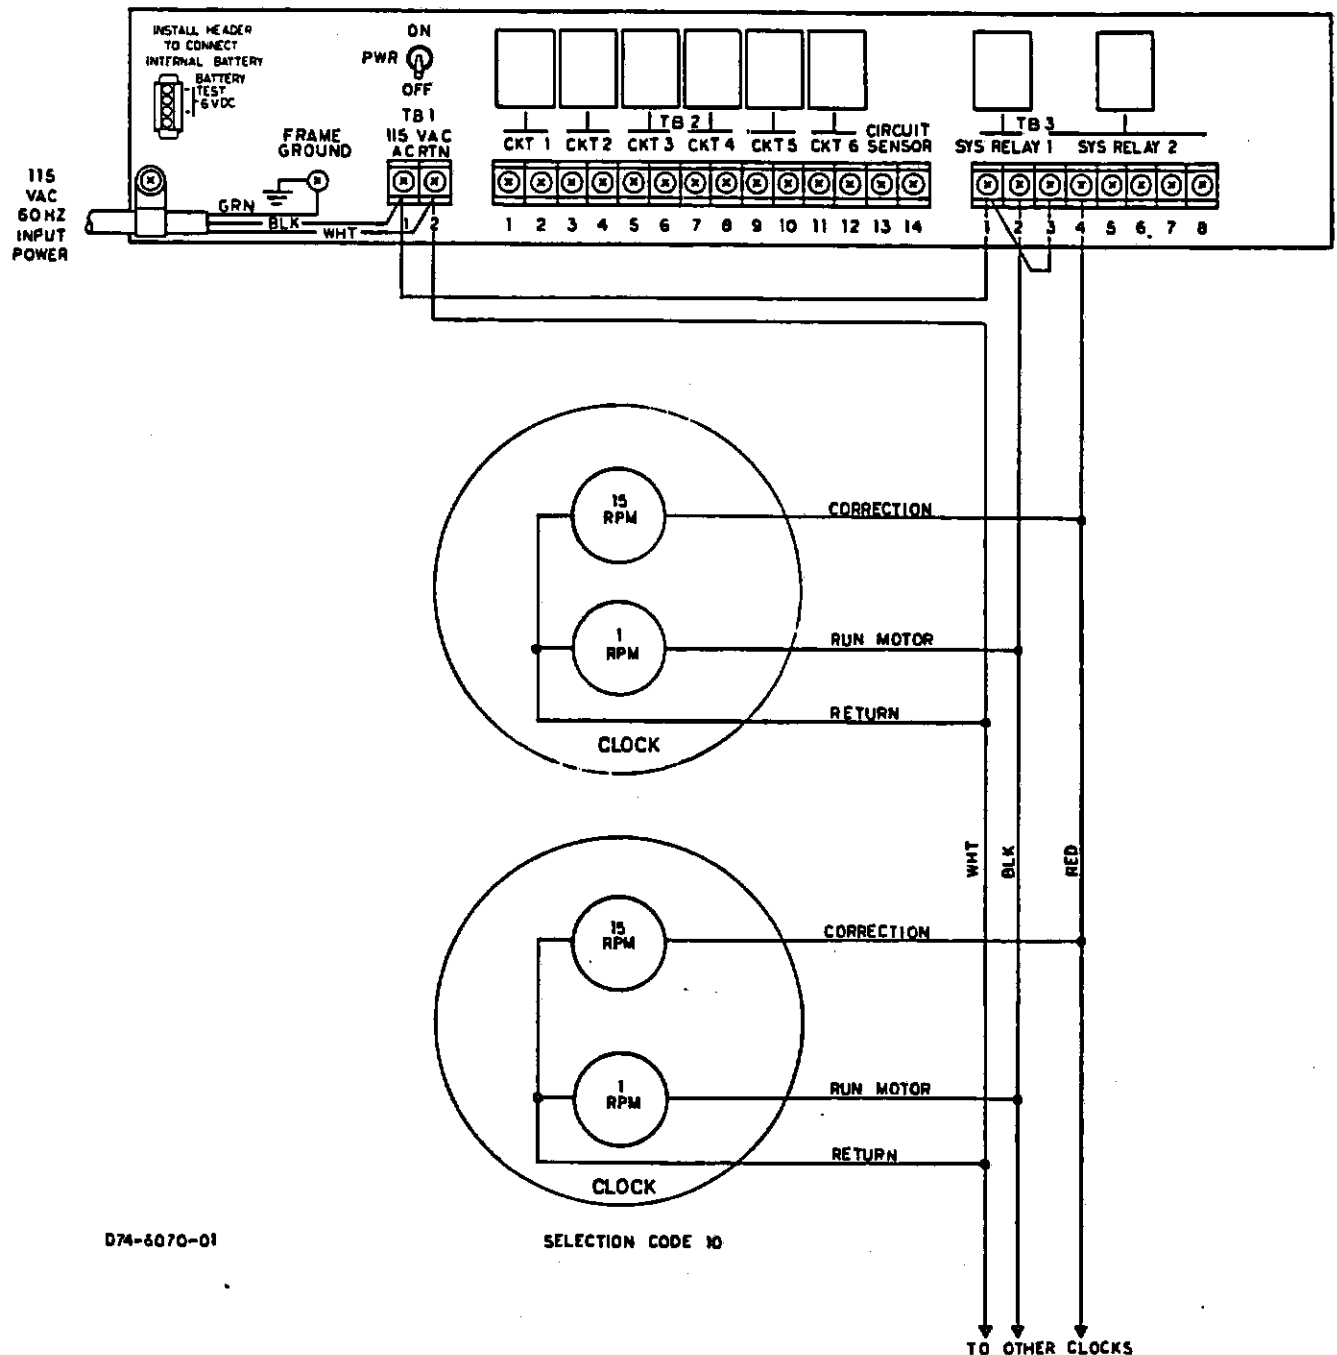 INSTALL HEADER
TO CONNECT
INTERNAL BATTERY
BATTERY
TEST
6VDC
ON
PWR
OFF
TB 1
115 VAC
AC RTN
FRAME
GROUND
115
VAC
60 HZ
INPUT
POWER
GRN
BLK
WHT
1 2
TB 2
CKT 1 CKT 2 CKT 3 CKT 4 CKT 5 CKT 6
CIRCUIT
SENSOR
1 2 3 4 5 6 7 8 9 10 11 12 13 14
TB 3
SYS RELAY 1 SYS RELAY 2
1 2 3 4 5 6 7 8
15
RPM
CORRECTION
1
RPM
RUN MOTOR
RETURN
CLOCK
WHT
BLK
RED
15
RPM
CORRECTION
1
RPM
RUN MOTOR
RETURN
CLOCK
D74-6070-01
SELECTION CODE 10
TO OTHER CLOCKS